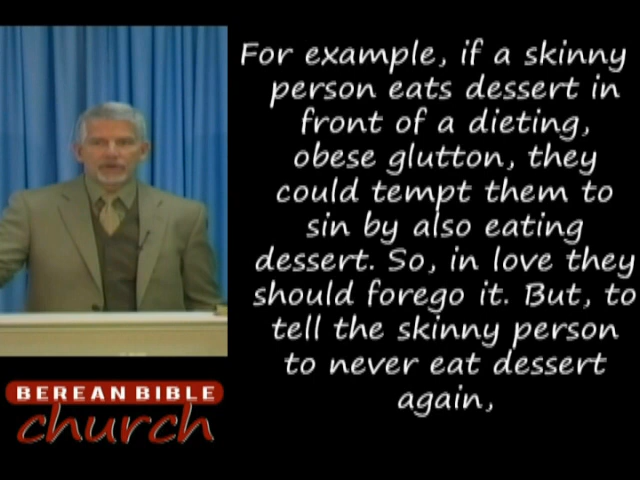 For example, if a skinny
person eats dessert in
front of a dieting,
obese glutton, they
could tempt them to
sin by also eating
dessert. So, in love they
should forego it. But, to
tell the skinny person
to never eat dessert
again,
BEREAN BIBLE
church